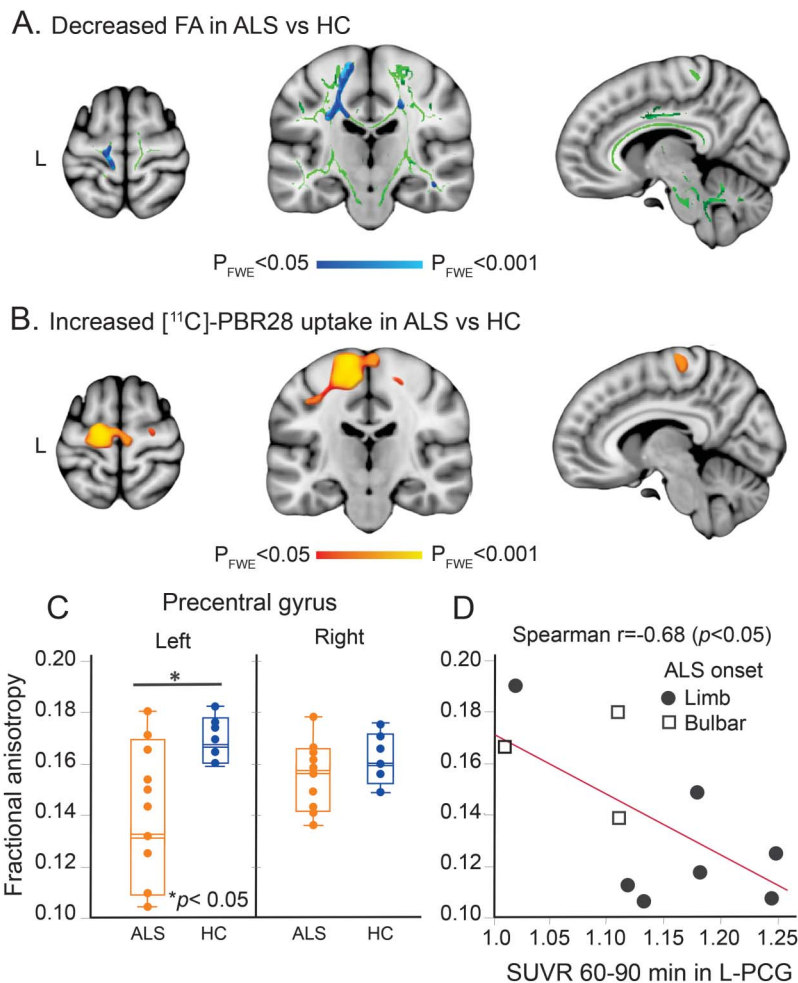 A. Decreased FA in ALS vs HC
L
P_FWE<0.05 P_FWE<0.001
B. Increased [¹¹C]-PBR28 uptake in ALS vs HC
L
P_FWE<0.05 P_FWE<0.001
C Precentral gyrus
Left Right
Fractional anisotropy
0.20
0.18
0.16
0.14
0.12
0.10
*
*p< 0.05
ALS HC ALS HC
D
Spearman r=-0.68 (p<0.05)
ALS onset
Limb
Bulbar
0.20
0.18
0.16
0.14
0.12
0.10
1.0 1.05 1.10 1.15 1.20 1.25
SUVR 60-90 min in L-PCG